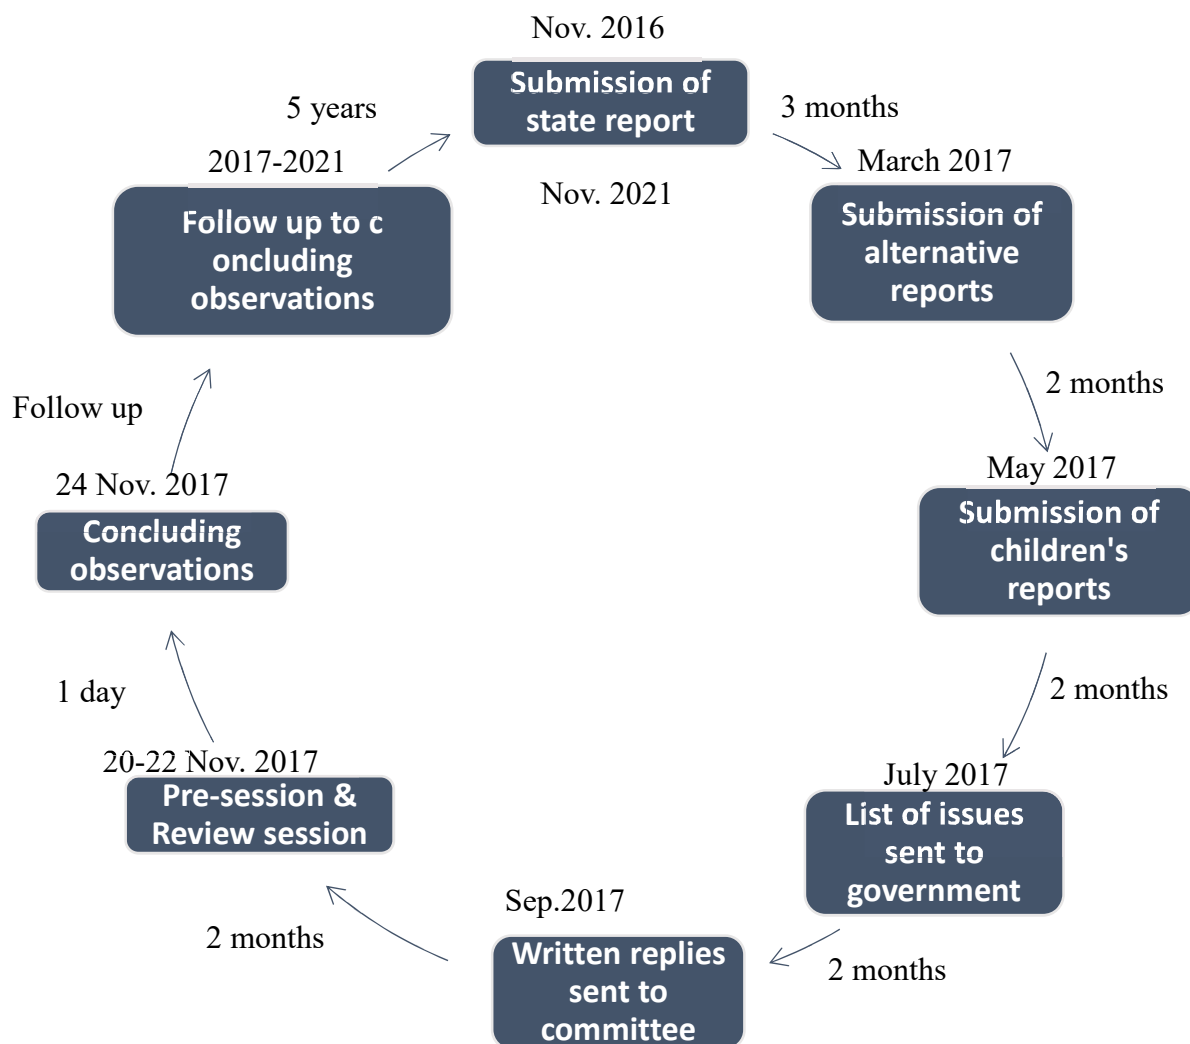 Nov. 2016
Submission of
state report
Nov. 2021
3 months
March 2017
Submission of
alternative
reports
2 months
May 2017
Submission of
children's
reports
2 months
July 2017
List of issues
sent to
government
2 months
Sep.2017
Written replies
sent to
committee
2 months
20-22 Nov. 2017
Pre-session &
Review session
1 day
24 Nov. 2017
Concluding
observations
Follow up
2017-2021
Follow up to c
oncluding
observations
5 years